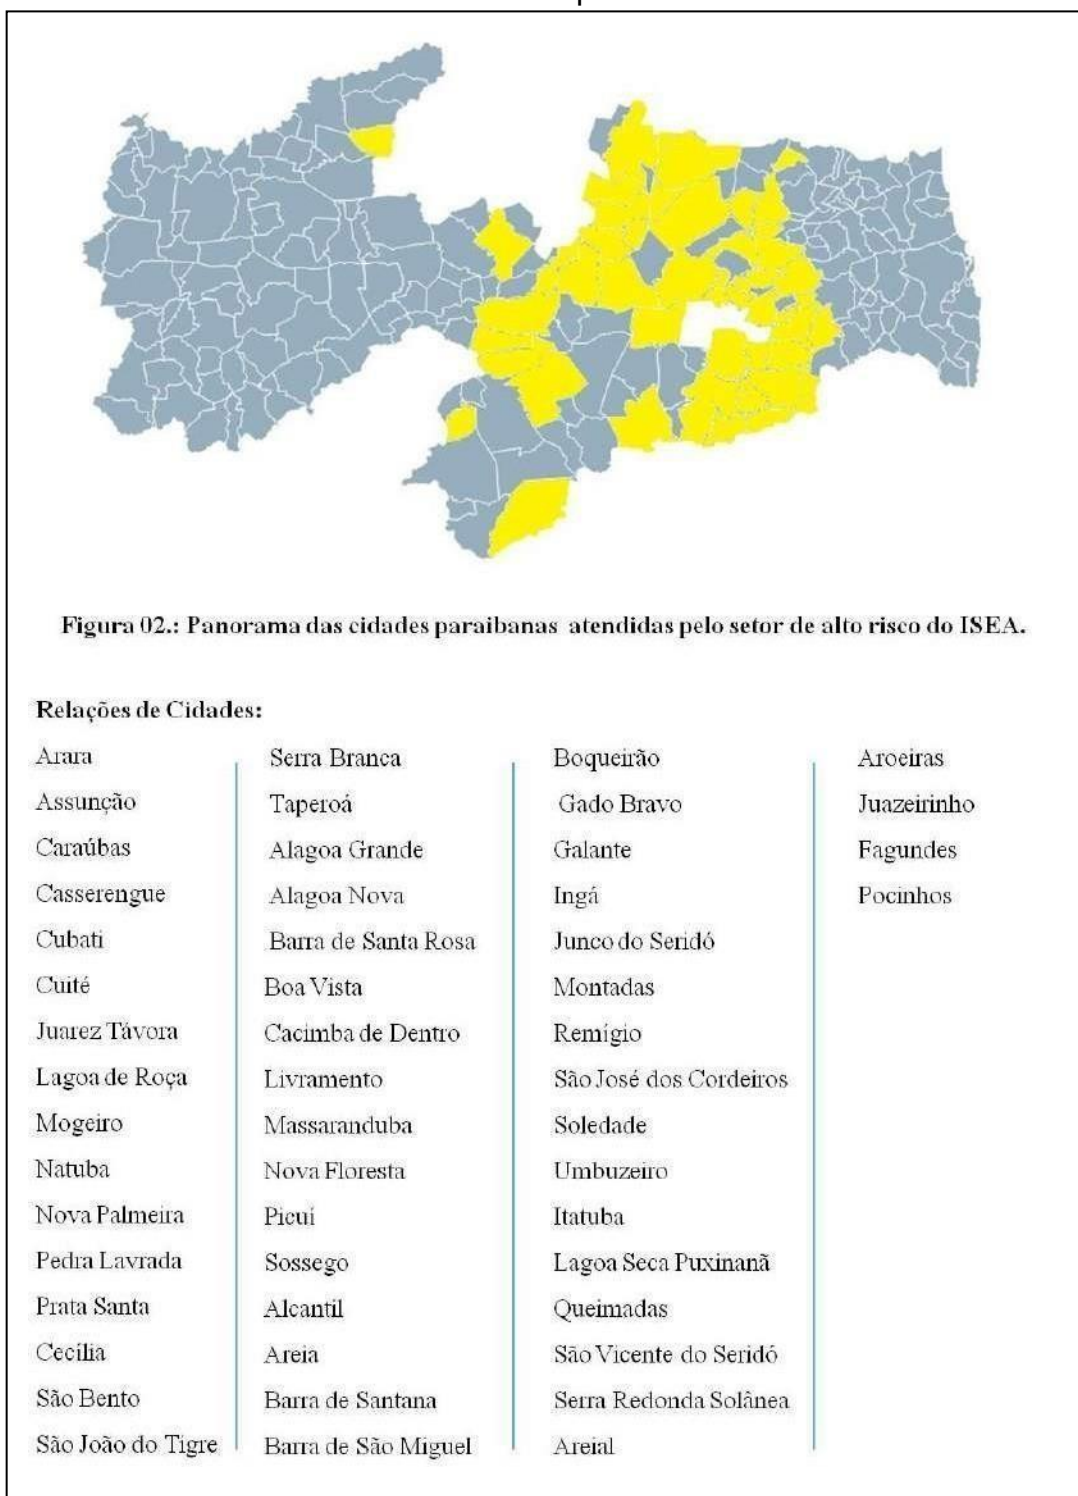 Figura 02.: Panorama das cidades paraibanas atendidas pelo setor de alto risco do ISEA.
Relações de Cidades:
Arara
Assunção
Caraúbas
Casserengue
Cubati
Cuité
Juarez Távora
Lagoa de Roça
Mogeiro
Natuba
Nova Palmeira
Pedra Lavrada
Prata Santa
Cecília
São Bento
São João do Tigre
Serra Branca
Taperoá
Alagoa Grande
Alagoa Nova
Barra de Santa Rosa
Boa Vista
Cacimba de Dentro
Livramento
Massaranduba
Nova Floresta
Picuí
Sossego
Alcantil
Areia
Barra de Santana
Barra de São Miguel
Boqueirão
Gado Bravo
Galante
Ingá
Junco do Seridó
Montadas
Remígio
São José dos Cordeiros
Soledade
Umbuzeiro
Itatuba
Lagoa Seca Puxinanã
Queimadas
São Vicente do Seridó
Serra Redonda Solânea
Areial
Aroeiras
Juazeirinho
Fagundes
Pocinhos